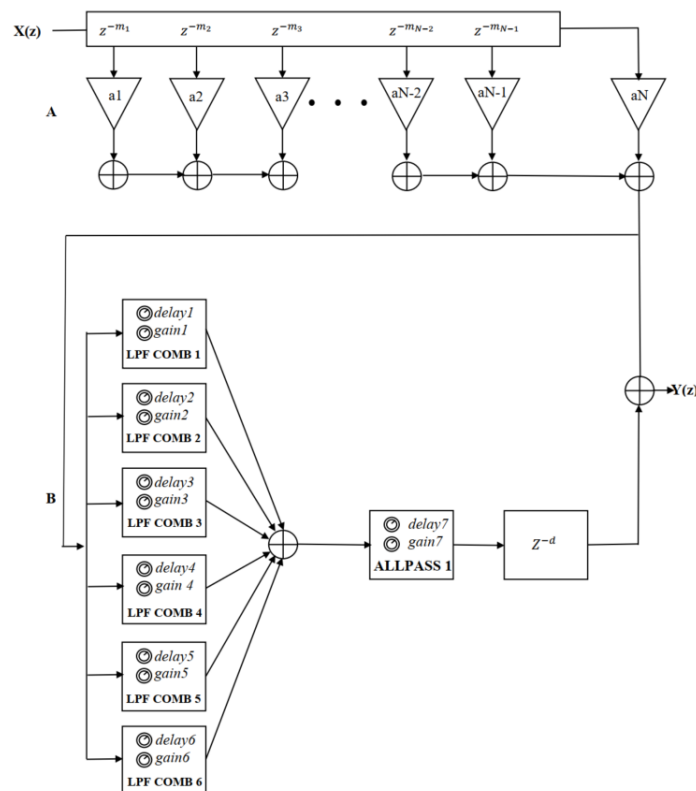 X(z) z^{-m_1} z^{-m_2} z^{-m_3} z^{-m_{N-2}} z^{-m_{N-1}}
a1 a2 a3 • • • aN-2 aN-1 aN
A
delay1
gain1
LPF COMB 1
delay2
gain2
LPF COMB 2
Y(z)
delay3
gain3
LPF COMB 3
B
delay4
gain 4
LPF COMB 4
delay7
gain7
ALLPASS 1
Z^{-d}
delay5
gain5
LPF COMB 5
delay6
gain6
LPF COMB 6